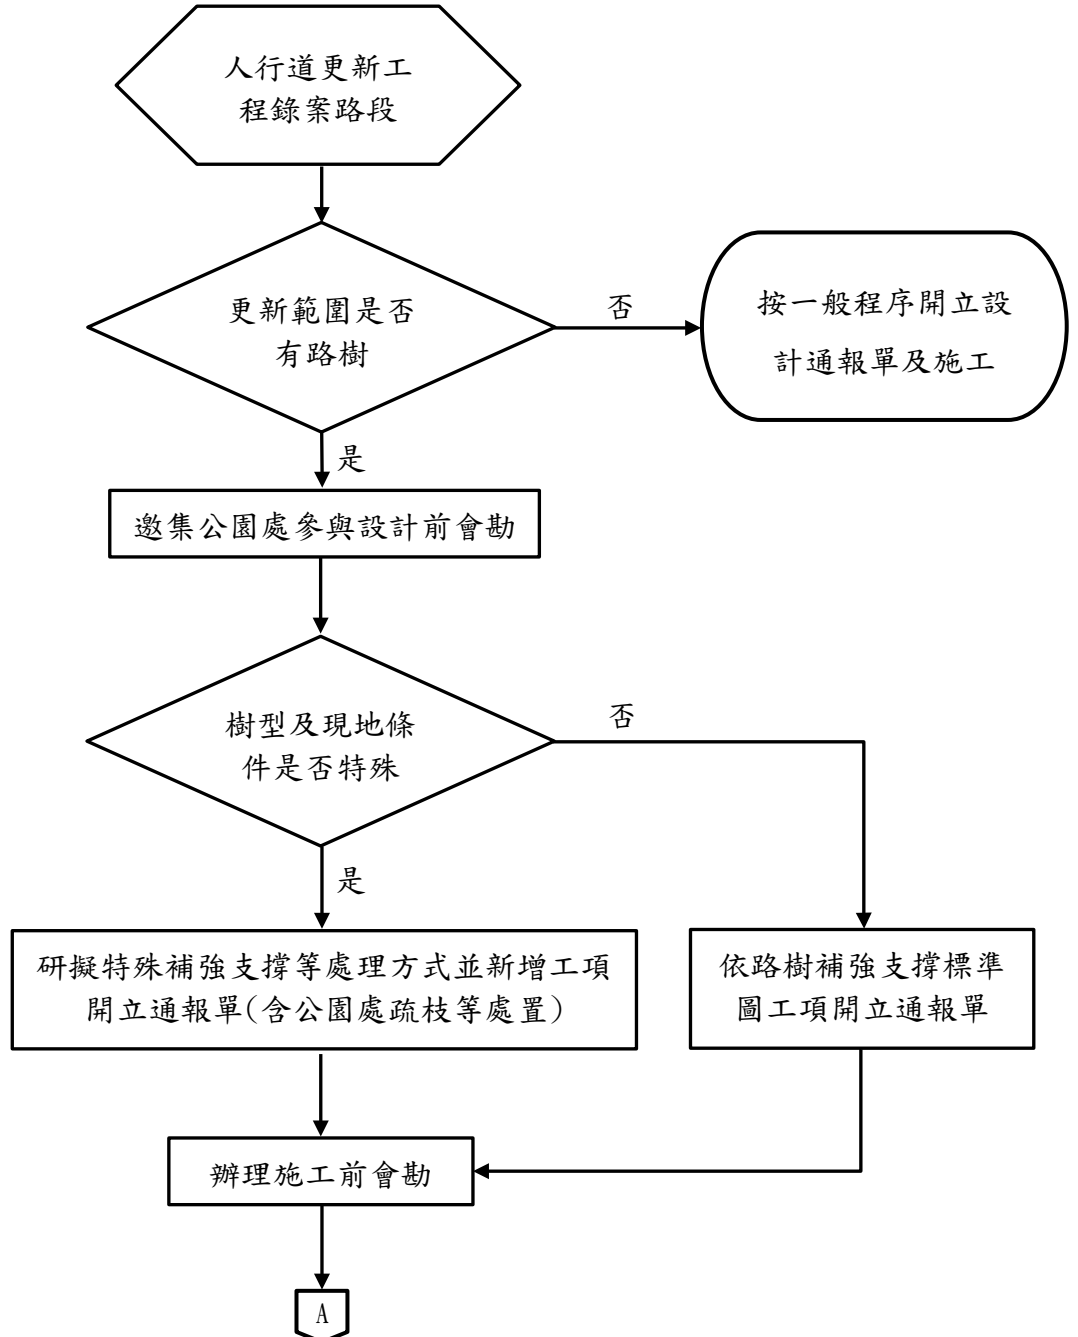 人行道更新工
程錄案路段
更新範圍是否
有路樹
否
按一般程序開立設
計通報單及施工
是
邀集公園處參與設計前會勘
樹型及現地條
件是否特殊
否
是
研擬特殊補強支撐等處理方式並新增工項
開立通報單(含公園處疏枝等處置)
依路樹補強支撐標準
圖工項開立通報單
辦理施工前會勘
A